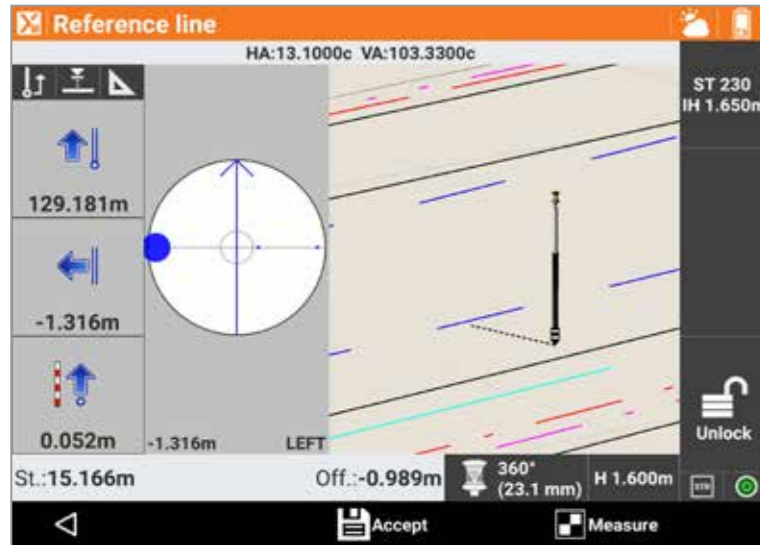 Reference line
HA:13.1000c VA:103.3300c
ST 230
IH 1.650m
129.181m
-1.316m
0.052m
-1.316m
LEFT
Unlock
St.:15.166m
Off.:-0.989m
360°
(23.1 mm)
H 1.600m
STR
Accept
Measure